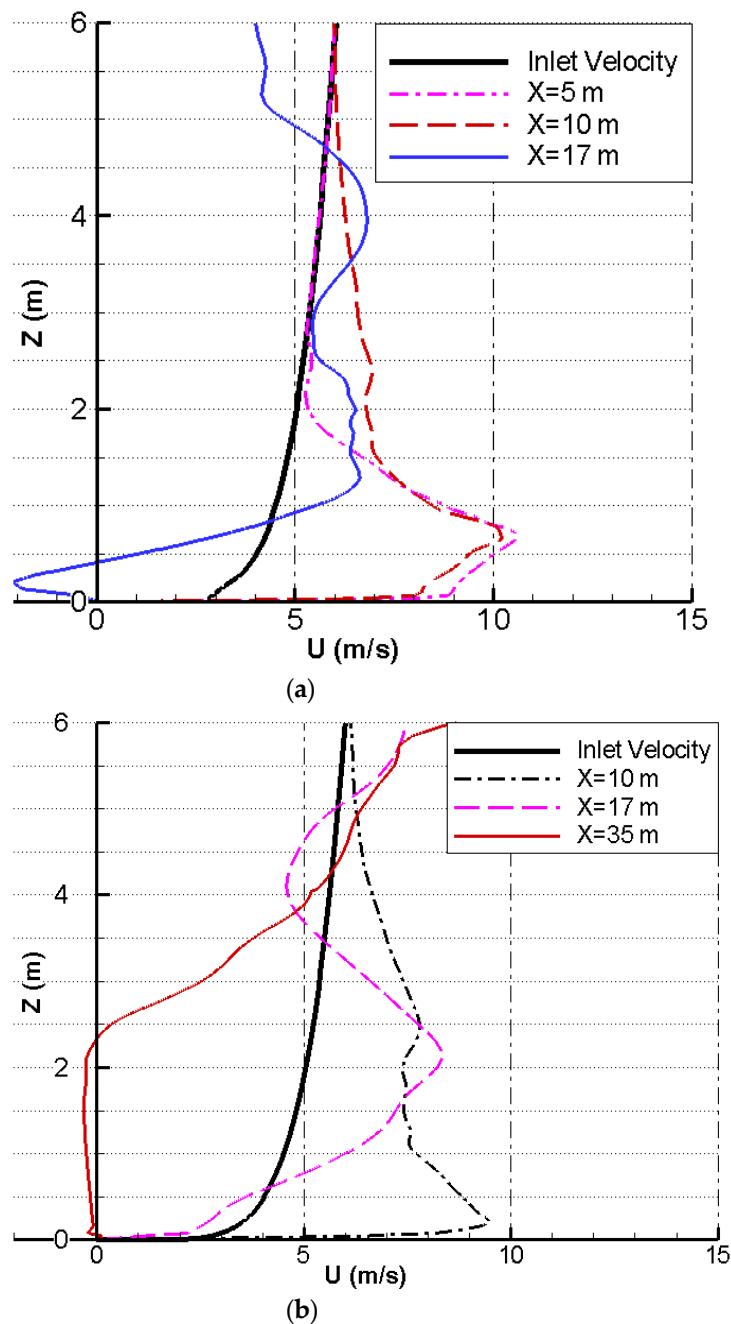 6
Inlet Velocity
X=5 m
X=10 m
X=17 m
4
Z (m)
2
0
0 5 10 15
U (m/s)
(a)
6
Inlet Velocity
X=10 m
X=17 m
X=35 m
4
Z (m)
2
0
0 5 10 15
U (m/s)
(b)